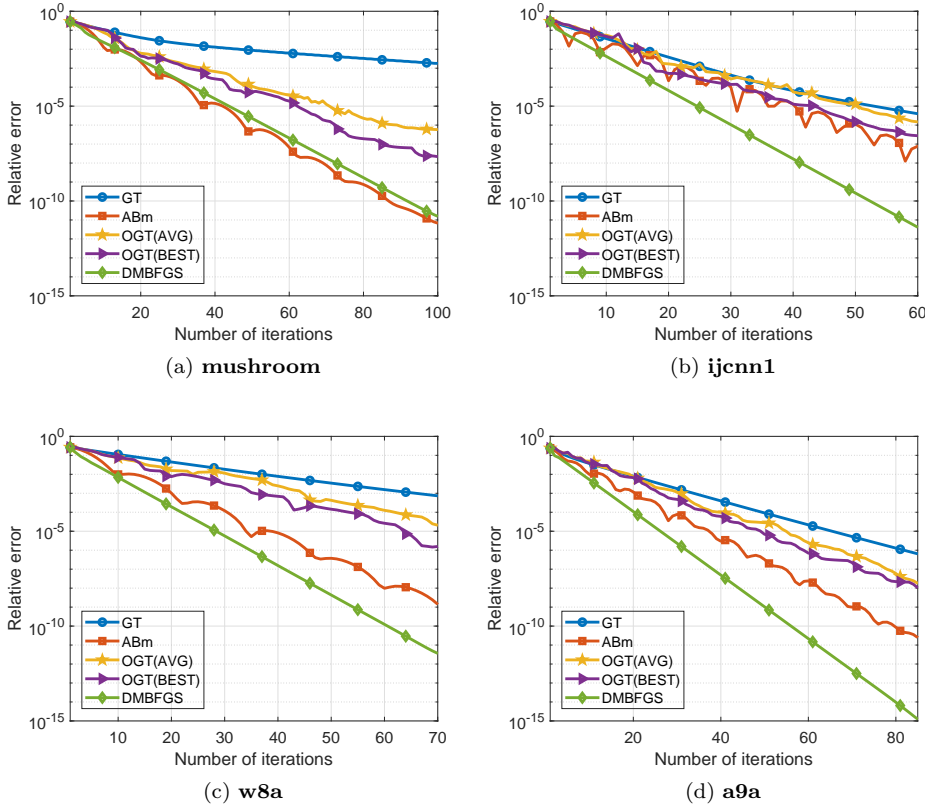 10^0
10^-5
10^-10
10^-15
Relative error
GT
ABm
OGT(AVG)
OGT(BEST)
DMBFGS
20 40 60 80 100
Number of iterations
(a) mushroom
10^0
10^-5
10^-10
10^-15
Relative error
GT
ABm
OGT(AVG)
OGT(BEST)
DMBFGS
10 20 30 40 50 60
Number of iterations
(b) ijcnn1
10^0
10^-5
10^-10
10^-15
Relative error
GT
ABm
OGT(AVG)
OGT(BEST)
DMBFGS
10 20 30 40 50 60 70
Number of iterations
(c) w8a
10^0
10^-5
10^-10
10^-15
Relative error
GT
ABm
OGT(AVG)
OGT(BEST)
DMBFGS
20 40 60 80
Number of iterations
(d) a9a